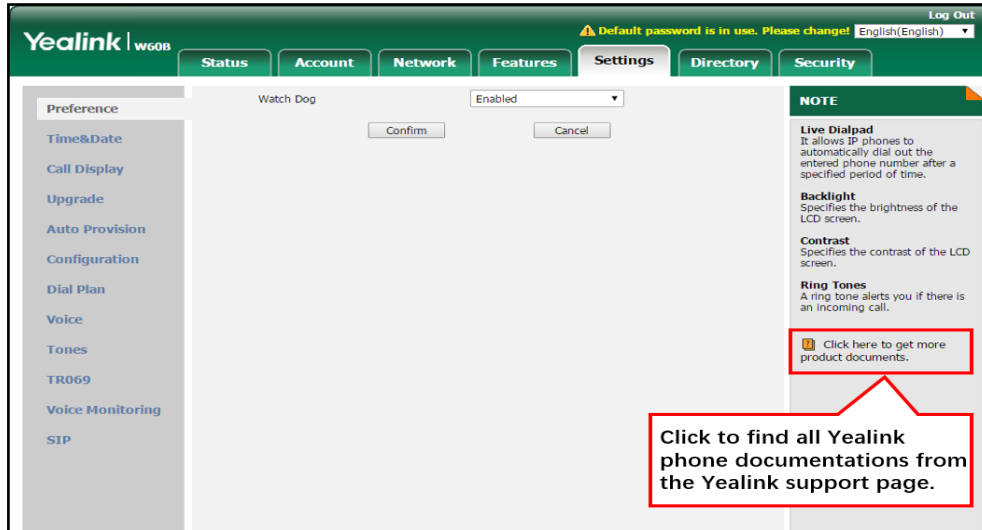 Log Out
Yealink | W60B
Default password is in use. Please change! English(English)
Status Account Network Features Settings Directory Security
Preference
Time&Date
Call Display
Upgrade
Auto Provision
Configuration
Dial Plan
Voice
Tones
TR069
Voice Monitoring
SIP
Watch Dog Enabled
Confirm Cancel
NOTE
Live Dialpad
It allows IP phones to
automatically dial out the
entered phone number after a
specified period of time.
Backlight
Specifies the brightness of the
LCD screen.
Contrast
Specifies the contrast of the LCD
screen.
Ring Tones
A ring tone alerts you if there is
an incoming call.
Click here to get more
product documents.
Click to find all Yealink
phone documentations from
the Yealink support page.